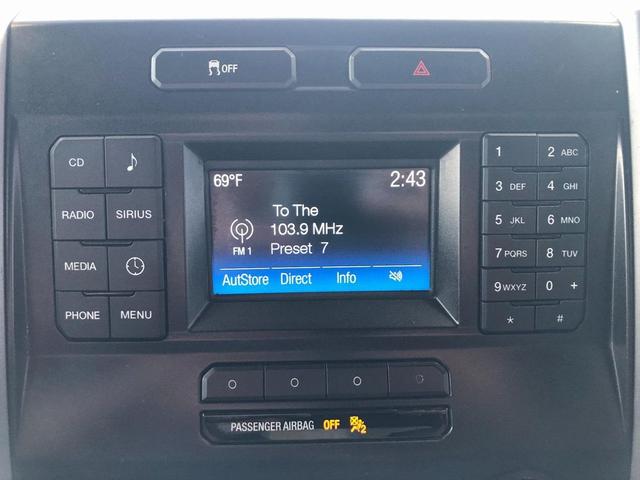 OFF
CD
RADIO SIRIUS
MEDIA
PHONE MENU
69°F 2:43
To The
103.9 MHz
FM 1 Preset 7
AutStore Direct Info
1 2 ABC
3 DEF 4 GHI
5 JKL 6 MNO
7 PQRS 8 TUV
9 WXYZ 0 +
* #
PASSENGER AIRBAG OFF 2